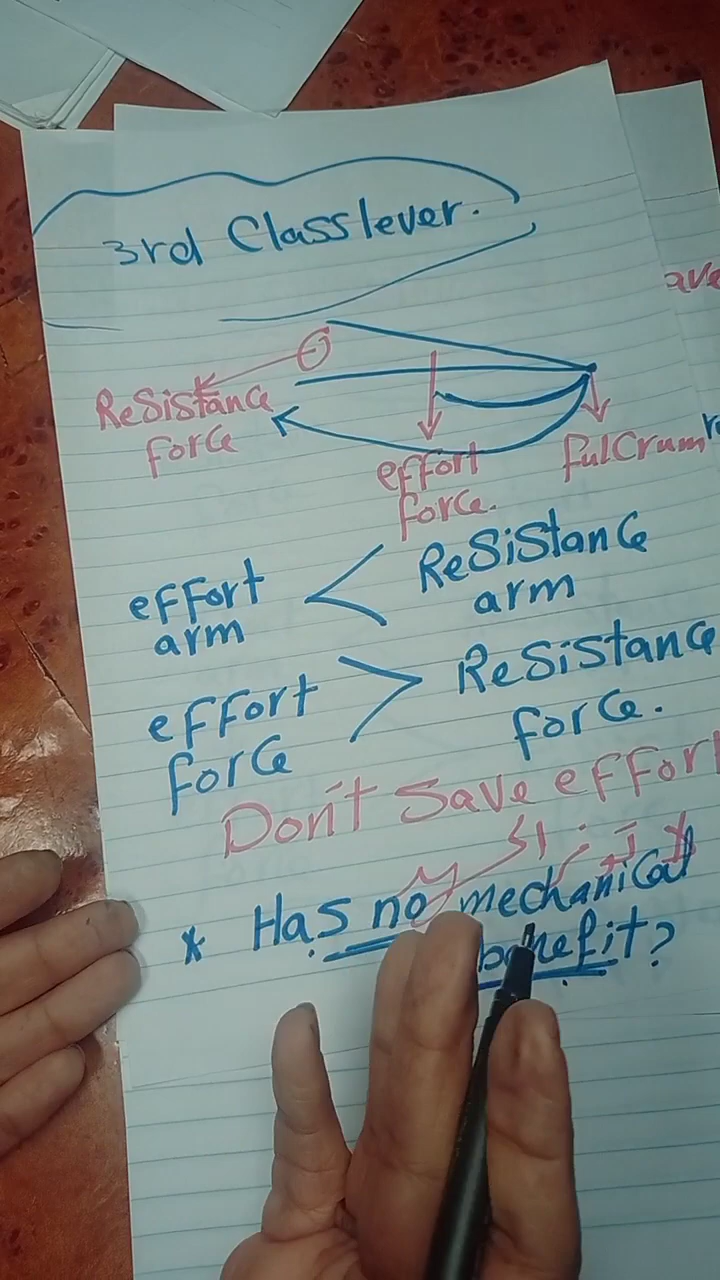 3rd Class lever.
Resistance
force
effort
force.
fulcrum
effort
arm
<
Resistance
arm
effort
force
>
Resistance
force.
Don't save effort
* Has no mechanical
benefit?
ave